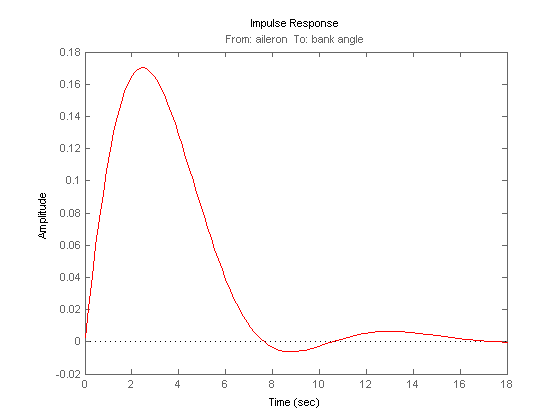 Impulse Response
From: aileron To: bank angle
0.18
0.16
0.14
0.12
0.1
0.08
0.06
0.04
0.02
0
-0.02
Amplitude
0 2 4 6 8 10 12 14 16 18
Time (sec)